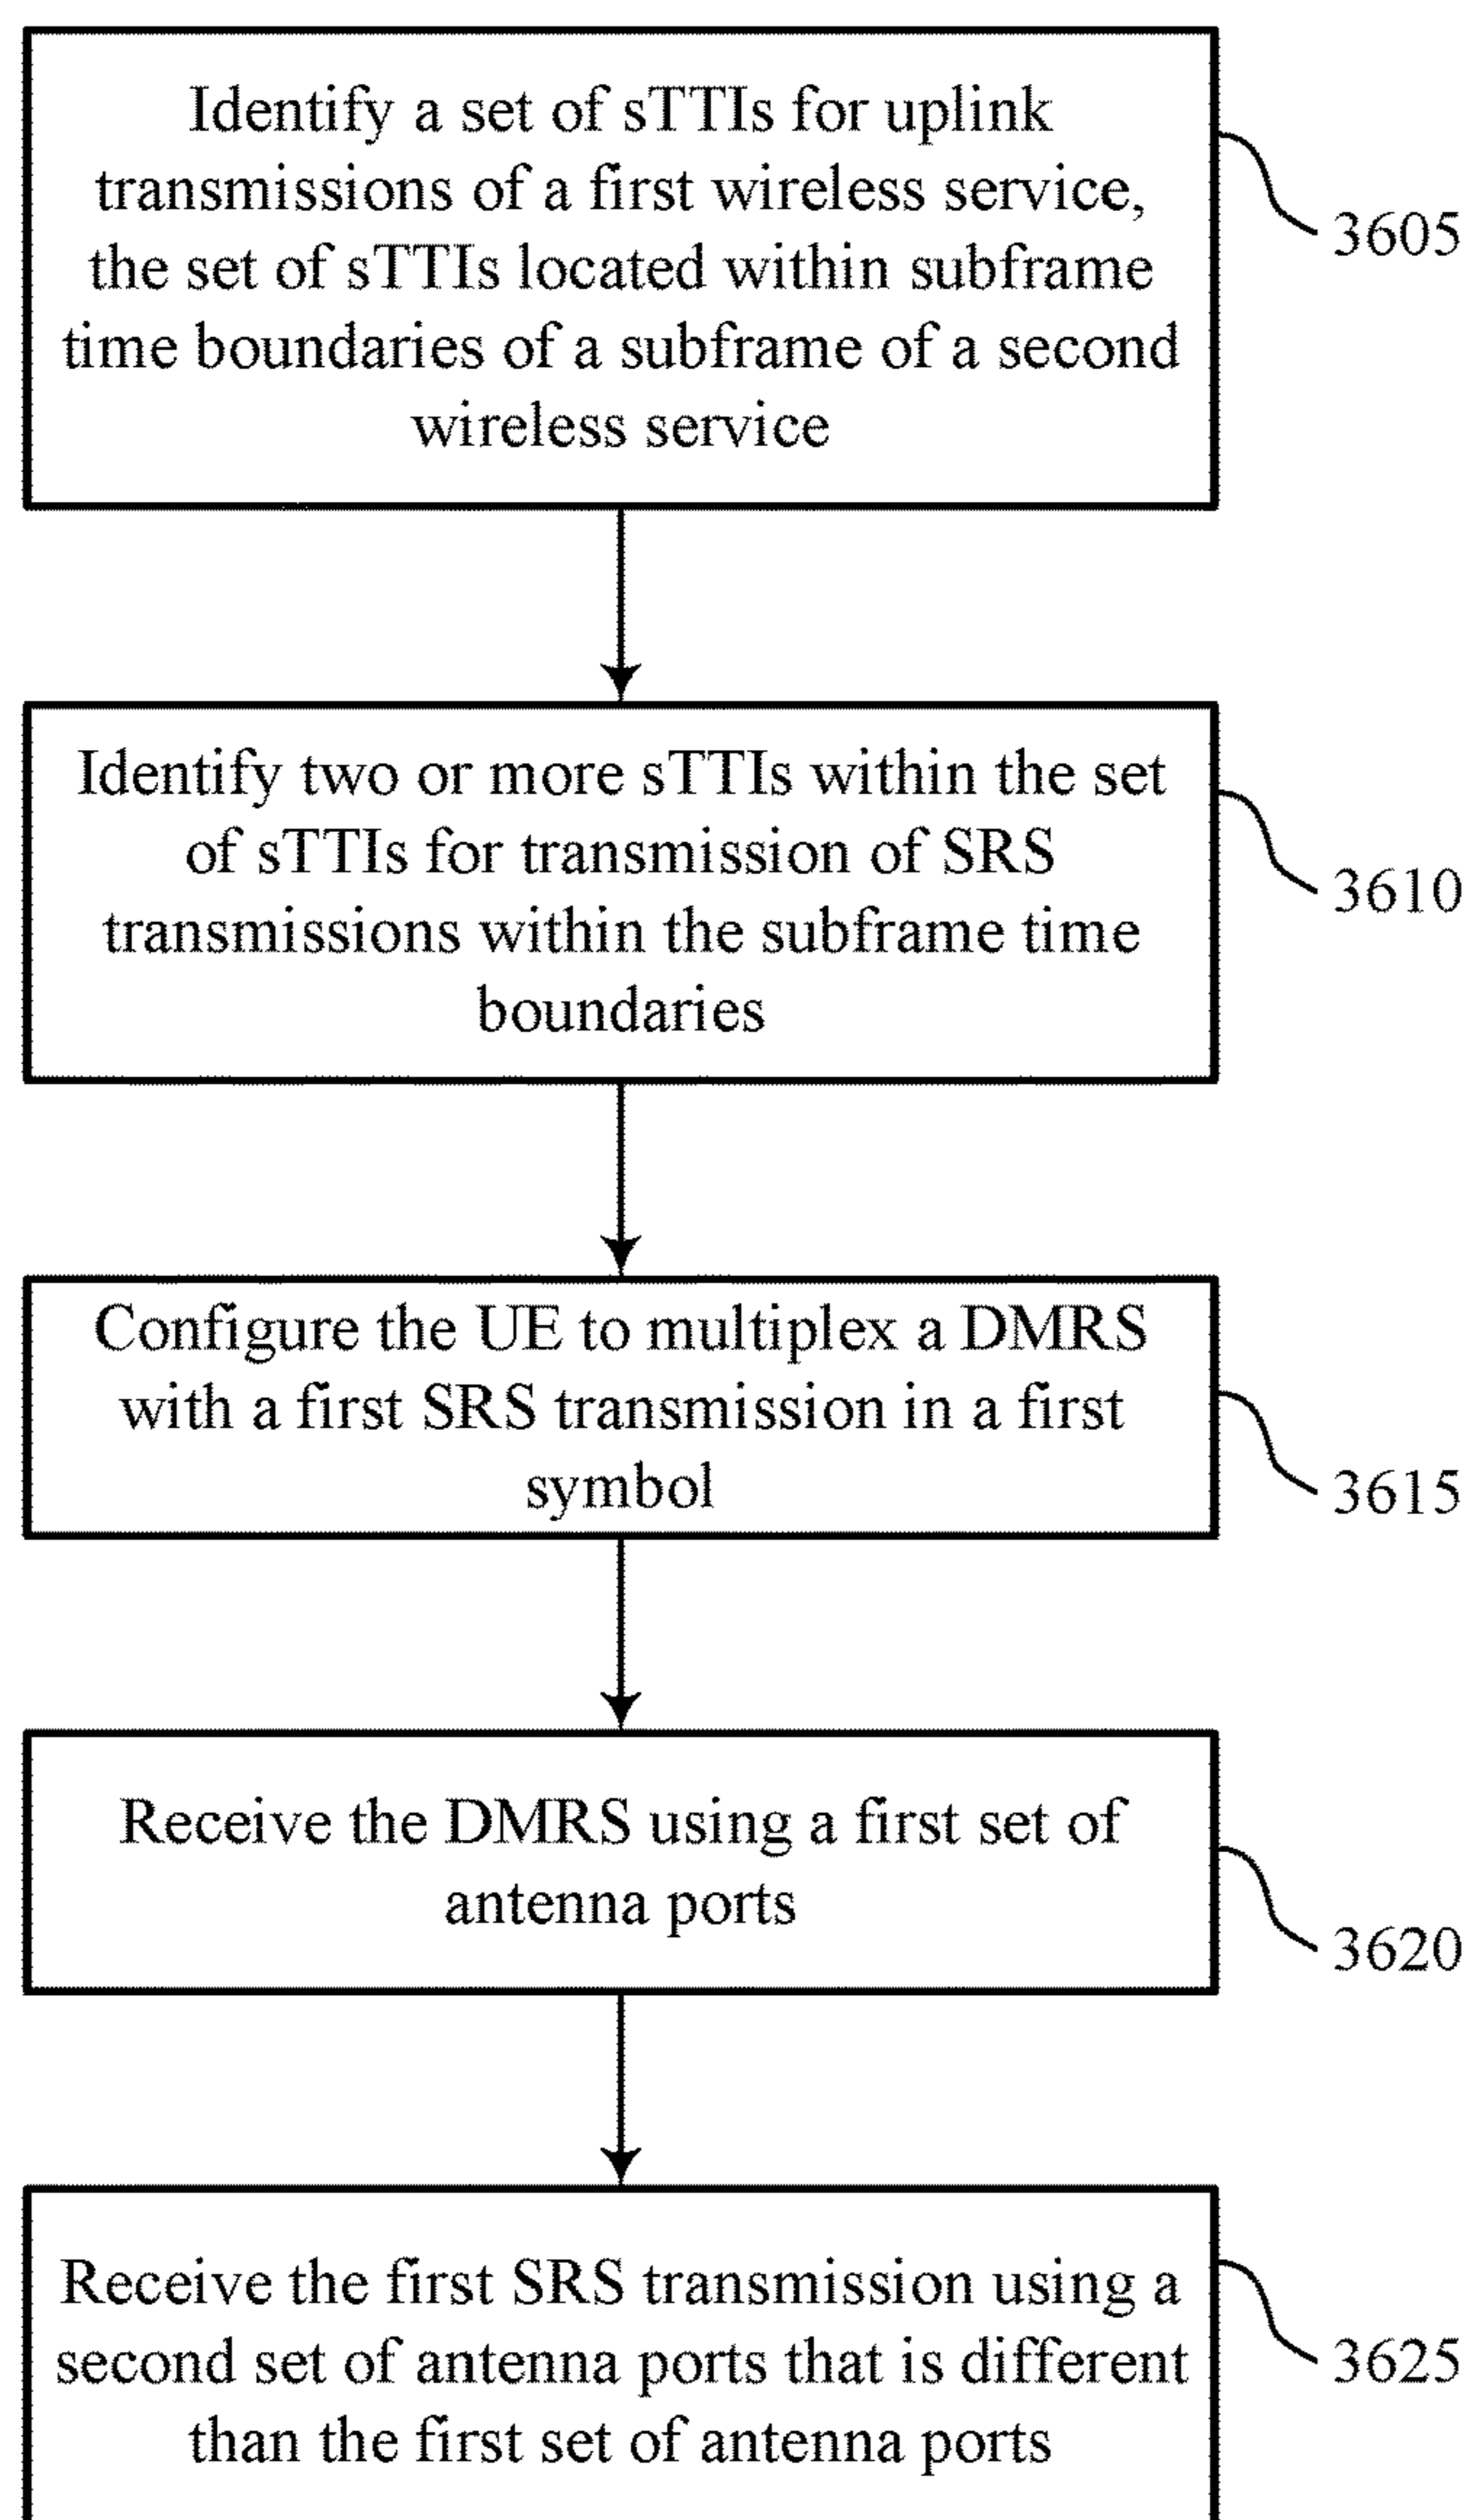 Identify a set of sTTIs for uplink
transmissions of a first wireless service,
the set of sTTIs located within subframe
time boundaries of a subframe of a second
wireless service
3605
Identify two or more sTTIs within the set
of sTTIs for transmission of SRS
transmissions within the subframe time
boundaries
3610
Configure the UE to multiplex a DMRS
with a first SRS transmission in a first
symbol
3615
Receive the DMRS using a first set of
antenna ports
3620
Receive the first SRS transmission using a
second set of antenna ports that is different
than the first set of antenna ports
3625